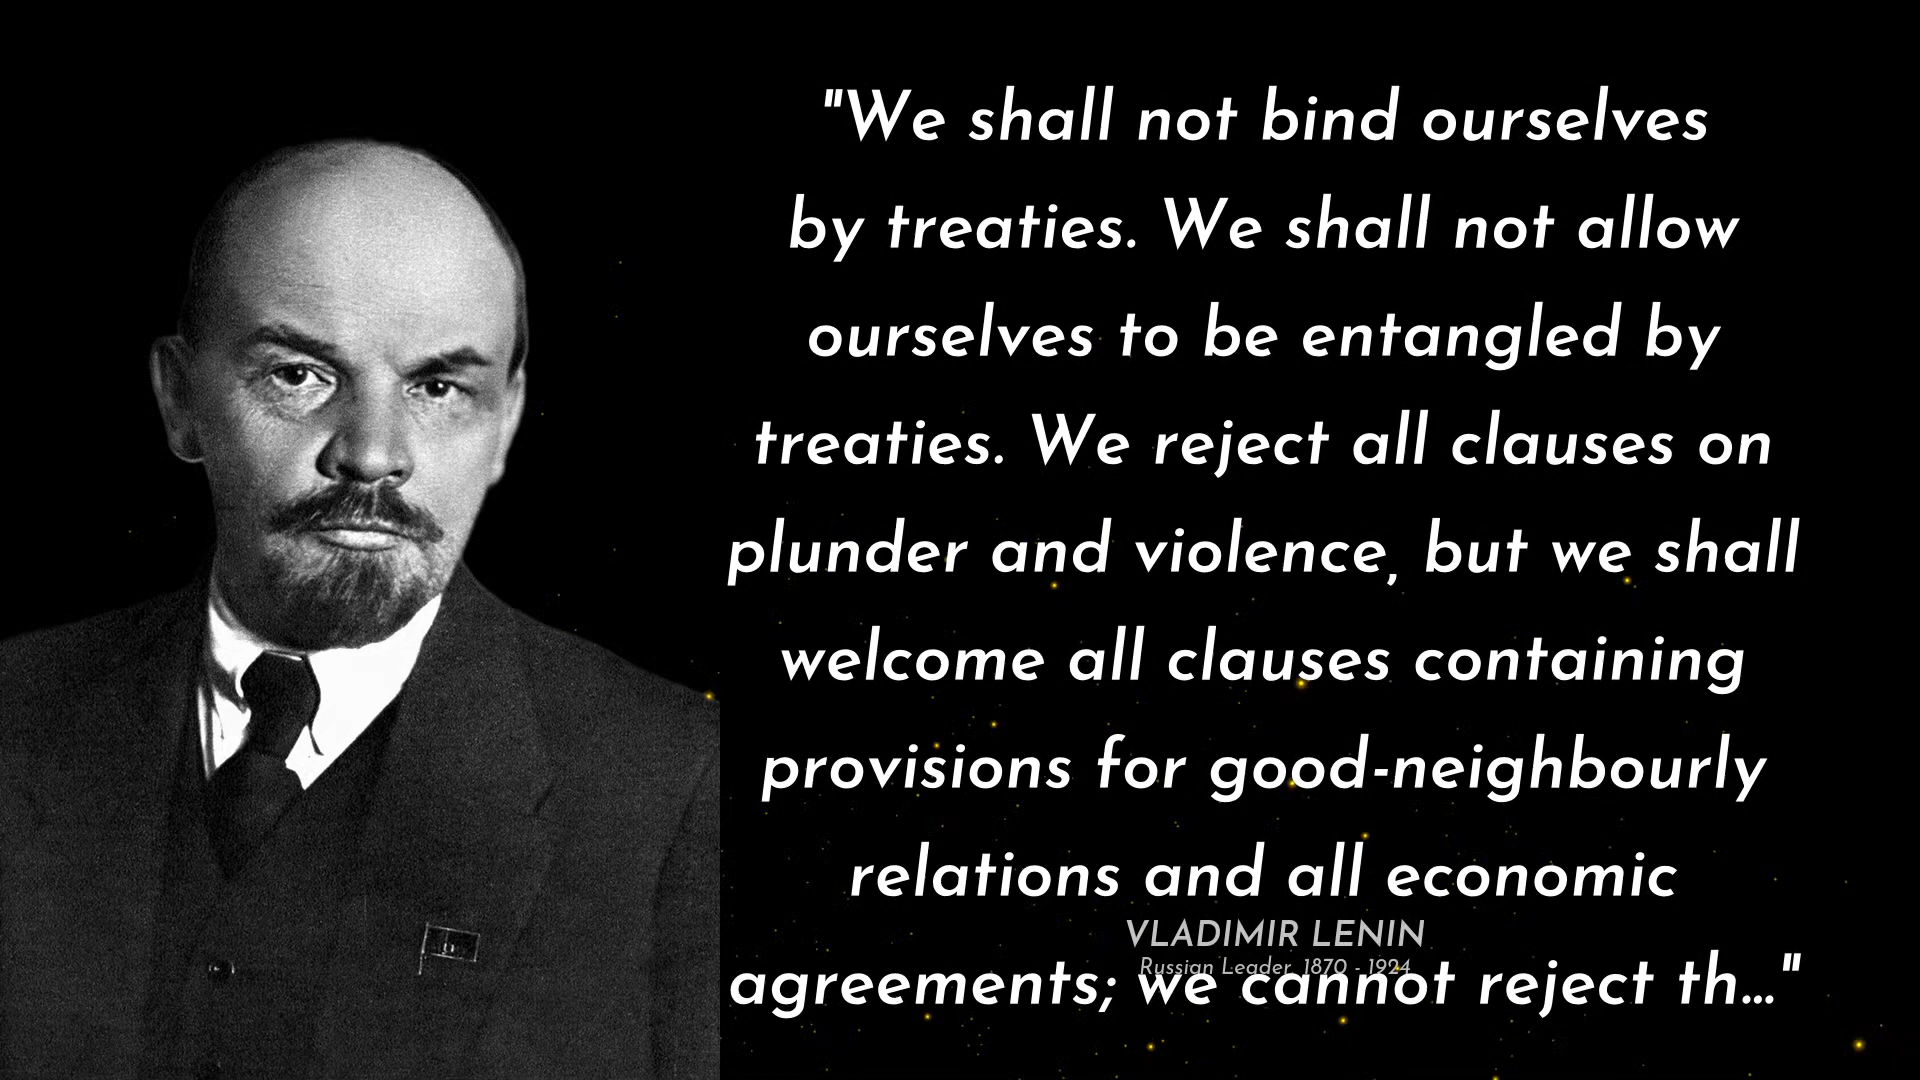 "We shall not bind ourselves
by treaties. We shall not allow
ourselves to be entangled by
treaties. We reject all clauses on
plunder and violence, but we shall
welcome all clauses containing
provisions for good-neighbourly
relations and all economic
VLADIMIR LENIN
Russian Leader, 1870 - 1924
agreements; we cannot reject th..."